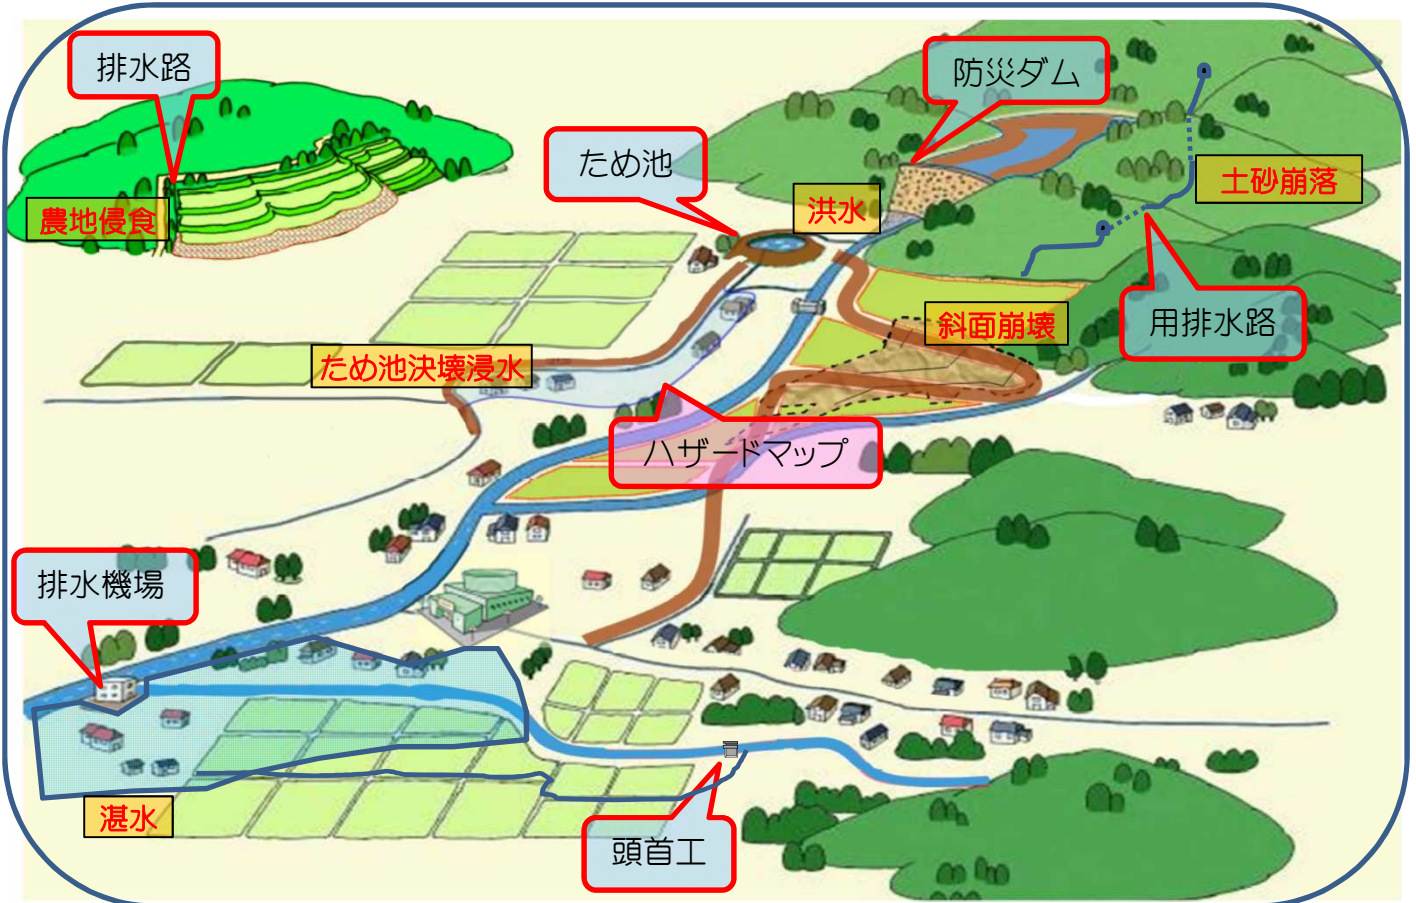 排水路
防災ダム
ため池
土砂崩落
農地侵食
洪水
斜面崩壊
用排水路
ため池決壊浸水
ハザードマップ
排水機場
湛水
頭首工